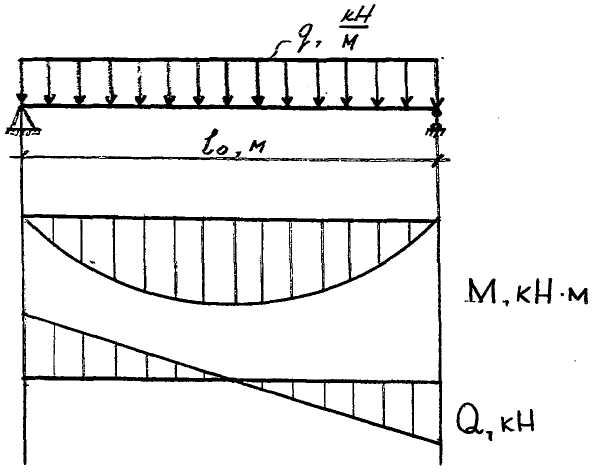 q, кН/м
l₀, м
М, кН·м
Q, кН